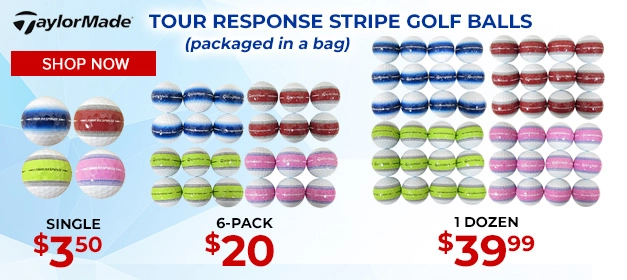 TaylorMade®
TOUR RESPONSE STRIPE GOLF BALLS
(packaged in a bag)
SHOP NOW
SINGLE
$3.50
6-PACK
$20
1 DOZEN
$39.99